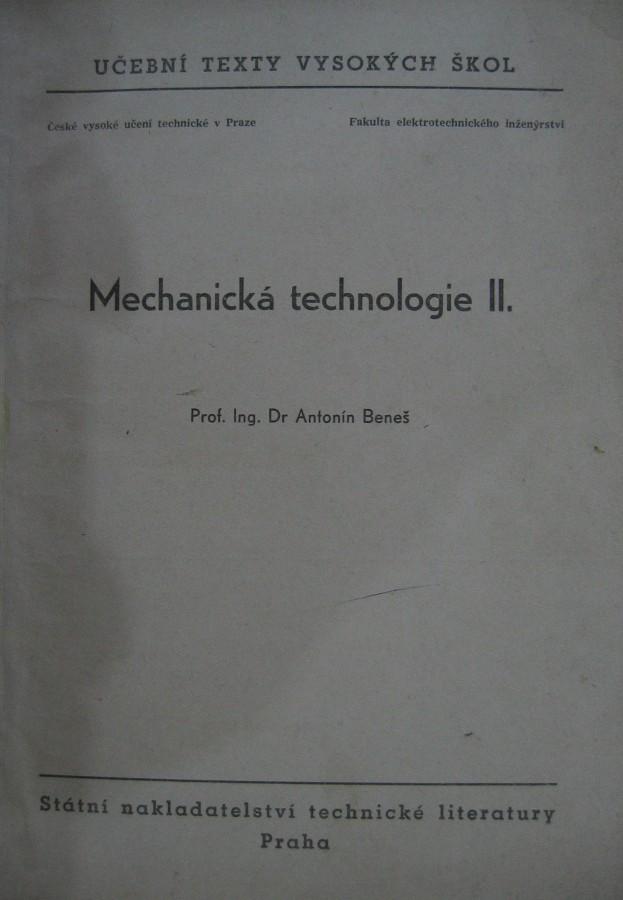 UČEBNÍ TEXTY VYSOKÝCH ŠKOL
České vysoké učení technické v Praze Fakulta elektrotechnického inženýrství
Mechanická technologie II.
Prof. Ing. Dr Antonín Beneš
Státní nakladatelství technické literatury
Praha